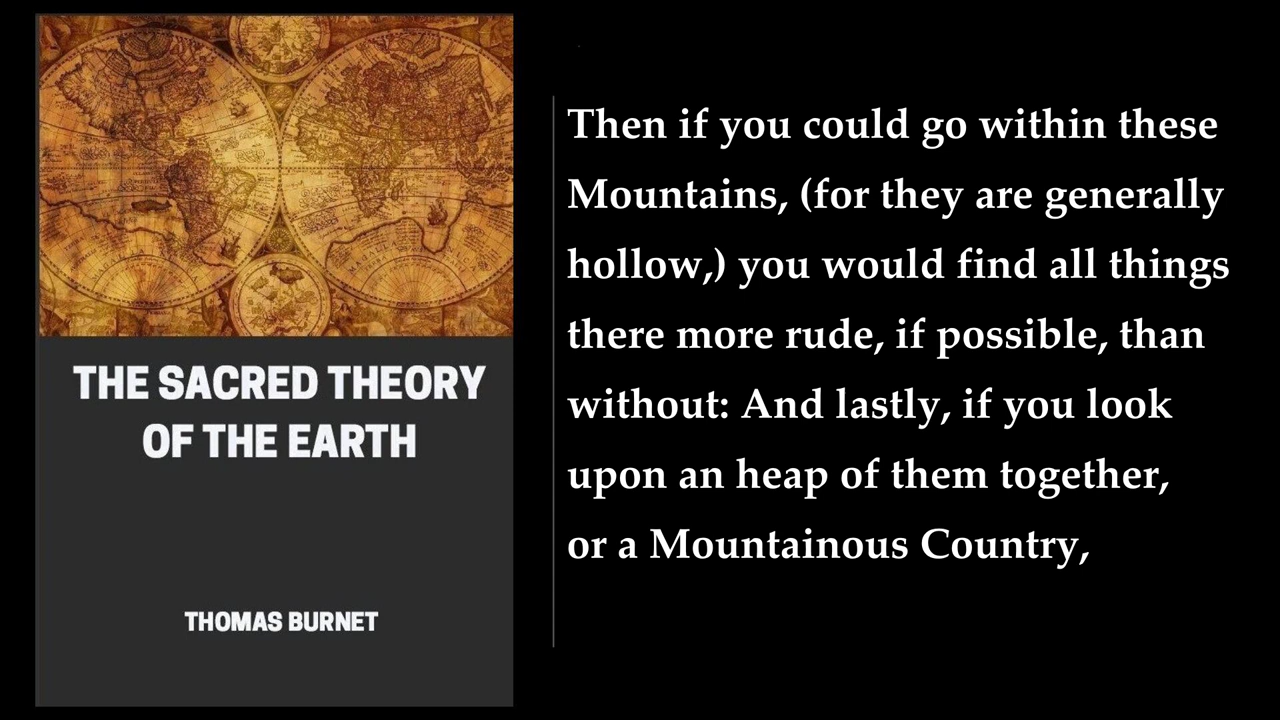 THE SACRED THEORY
OF THE EARTH
THOMAS BURNET
Then if you could go within these
Mountains, (for they are generally
hollow,) you would find all things
there more rude, if possible, than
without: And lastly, if you look
upon an heap of them together,
or a Mountainous Country,